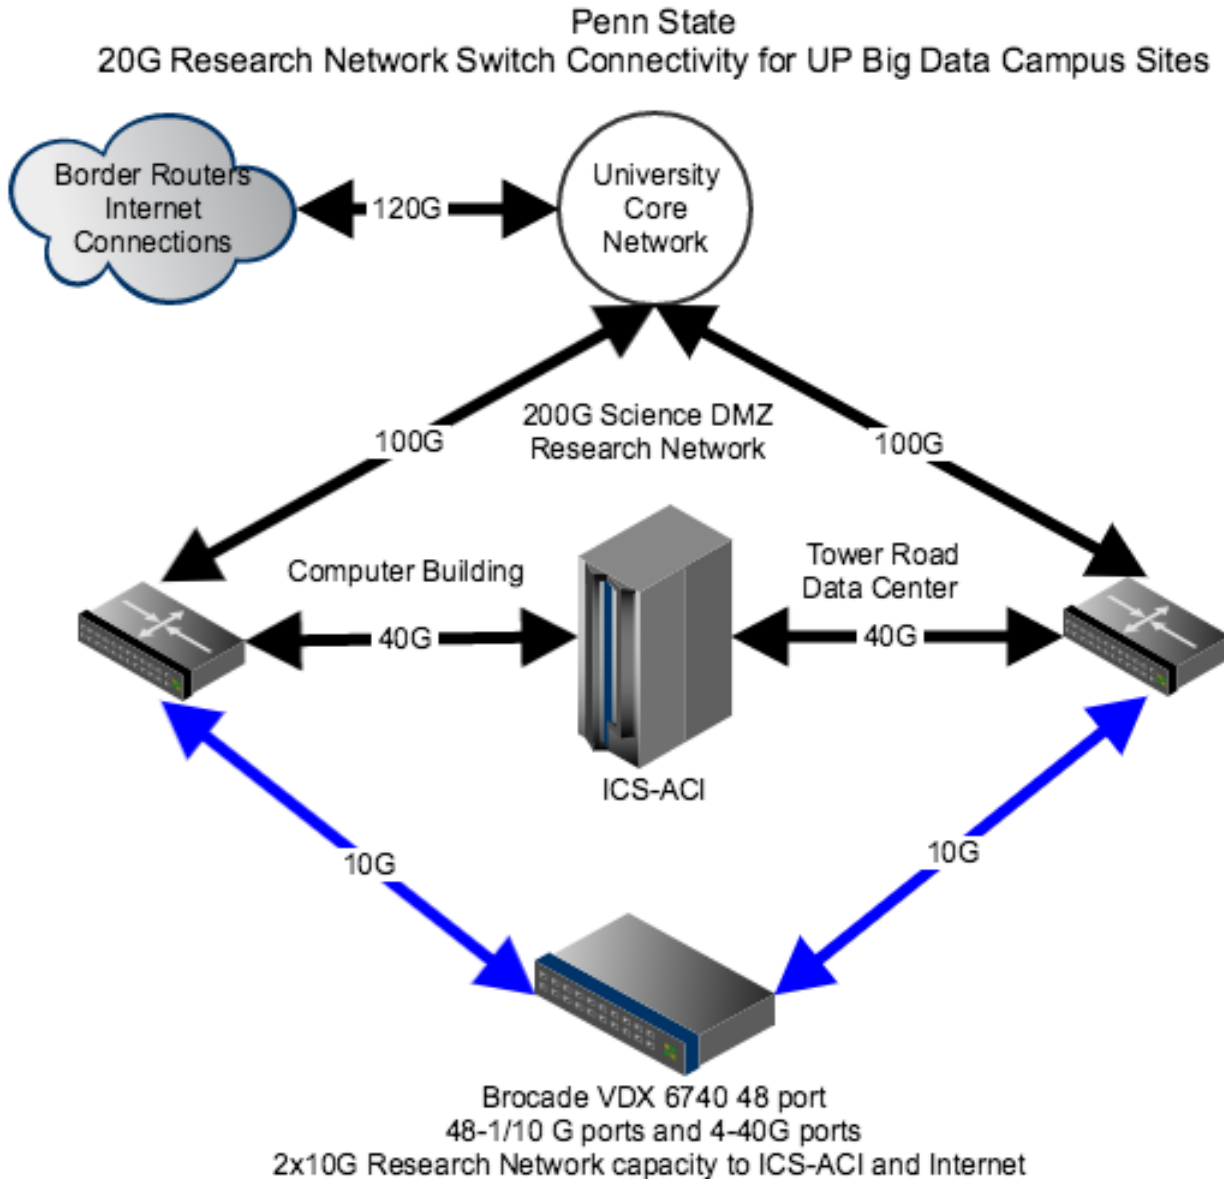 Penn State
20G Research Network Switch Connectivity for UP Big Data Campus Sites
Border Routers
Internet
Connections
120G
University
Core
Network
200G Science DMZ
Research Network
100G
100G
Computer Building
Tower Road
Data Center
40G
40G
ICS-ACI
10G
10G
Brocade VDX 6740 48 port
48-1/10 G ports and 4-40G ports
2x10G Research Network capacity to ICS-ACI and Internet